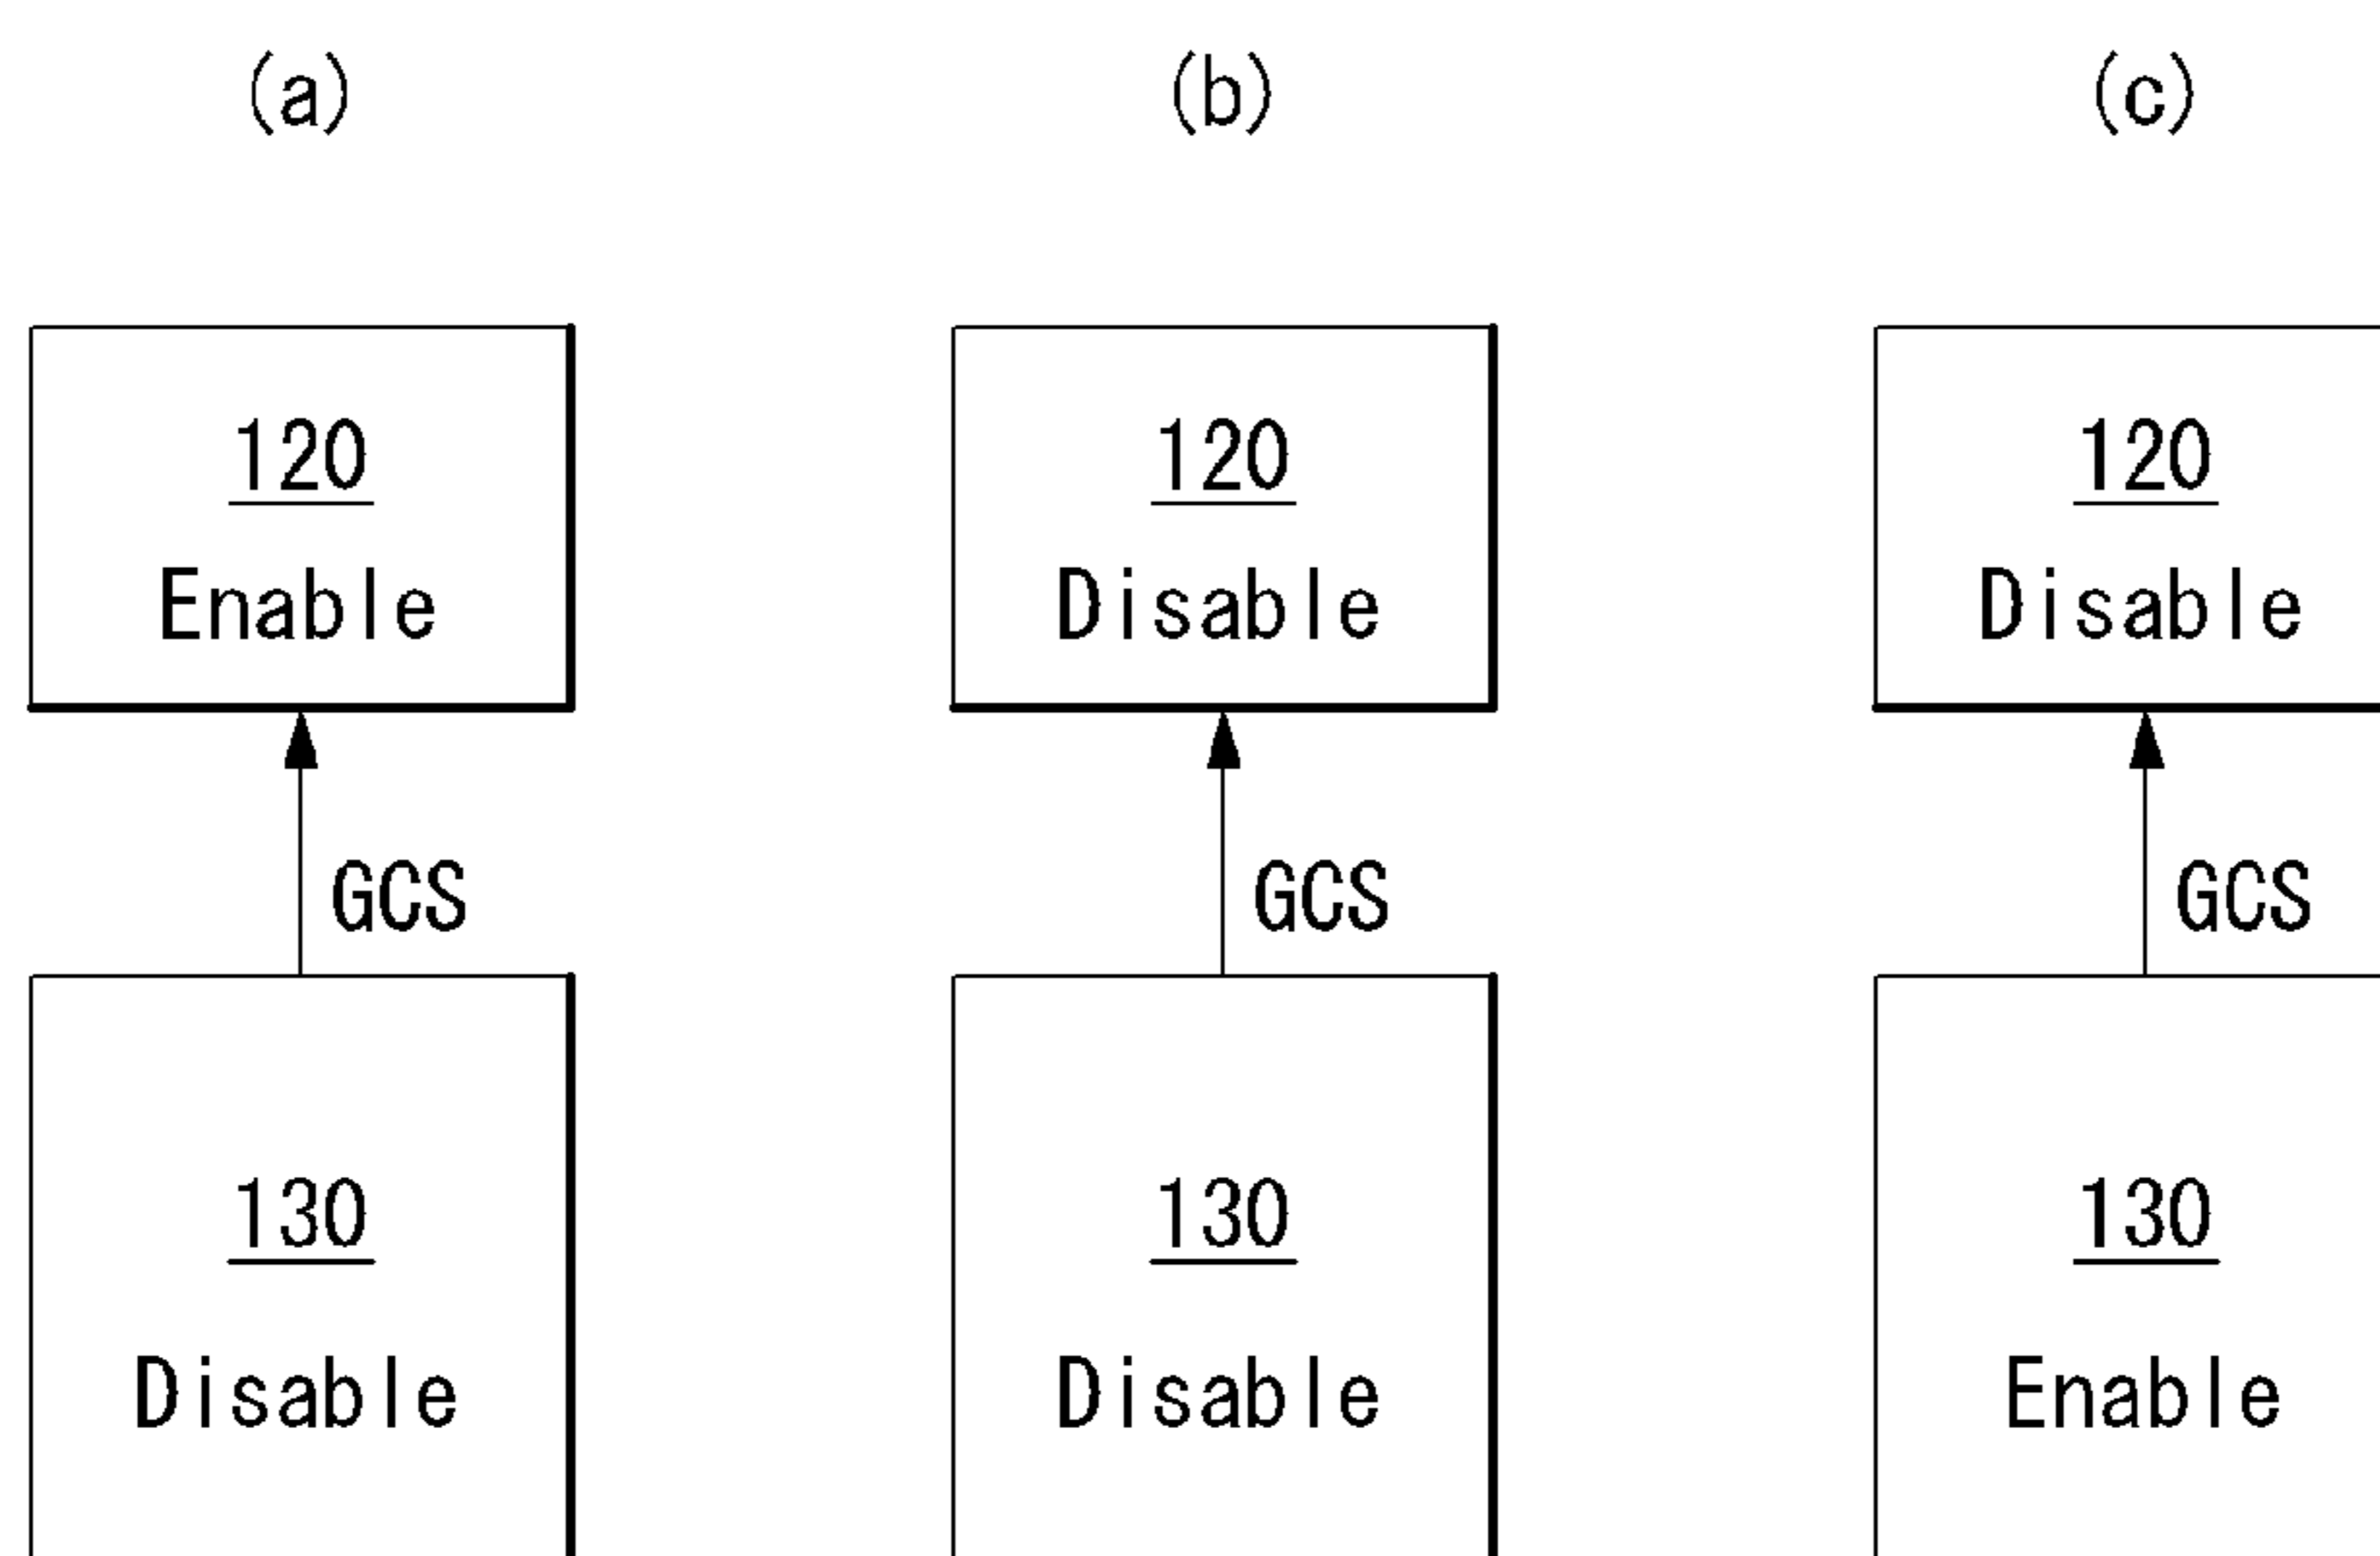 (a) (b) (c)
120 120 120
Enable Disable Disable
GCS GCS GCS
130 130 130
Disable Disable Enable